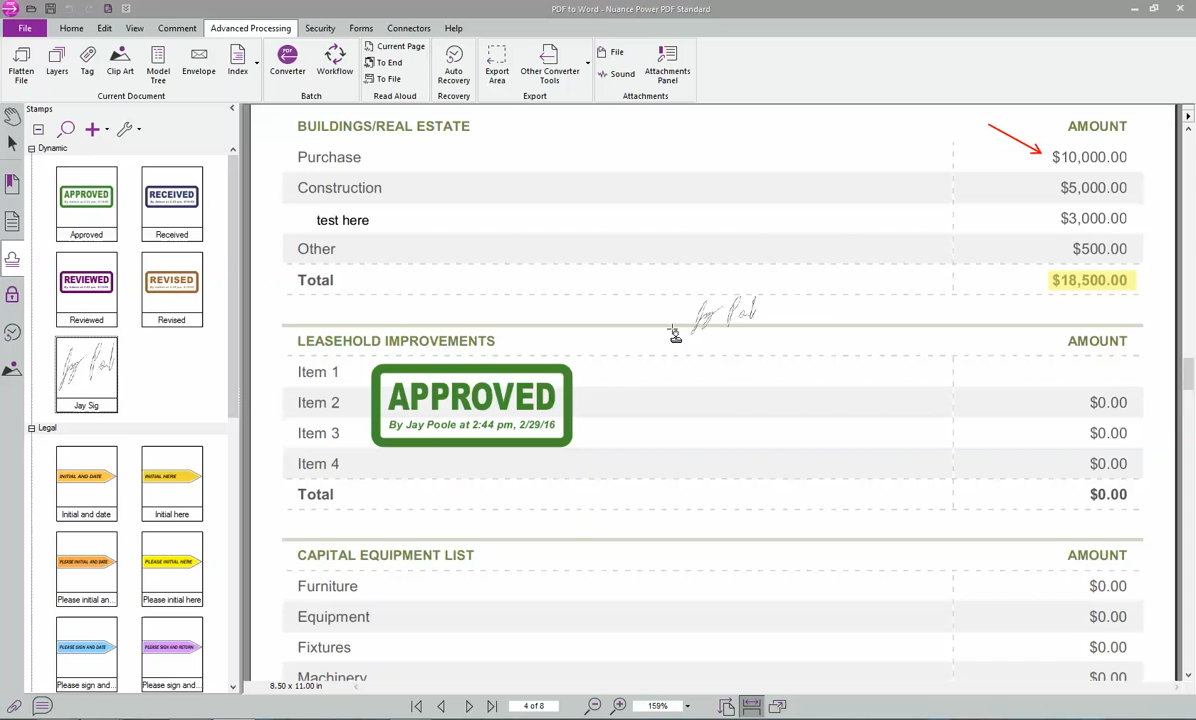 PDF to Word - Nuance Power PDF Standard
File Home Edit View Comment Advanced Processing Security Forms Connectors Help
Flatten File Layers Tag Clip Art Model Tree Envelope Index
Current Document
Converter Workflow
Batch
Current Page
To End
To File
Read Aloud
Auto Recovery
Recovery
Export Area Other Converter Tools
Export
File
Sound
Attachments Panel
Attachments
Stamps
Dynamic
APPROVED
Approved
RECEIVED
Received
REVIEWED
Reviewed
REVISED
Revised
Jay Sig
Legal
INITIAL AND DATE
Initial and date
INITIAL HERE
Initial here
PLEASE INITIAL AND DATE
Please initial an...
PLEASE INITIAL HERE
Please initial here
PLEASE SIGN AND DATE
Please sign and...
PLEASE SIGN AND RETURN
Please sign and...
BUILDINGS/REAL ESTATE AMOUNT
Purchase $10,000.00
Construction $5,000.00
test here $3,000.00
Other $500.00
Total $18,500.00
LEASEHOLD IMPROVEMENTS AMOUNT
Item 1
Item 2 $0.00
Item 3 $0.00
Item 4 $0.00
Total $0.00
APPROVED
By Jay Poole at 2:44 pm, 2/29/16
CAPITAL EQUIPMENT LIST AMOUNT
Furniture $0.00
Equipment $0.00
Fixtures $0.00
Machinery $0.00
8.50 x 11.00 in
4 of 8
159%